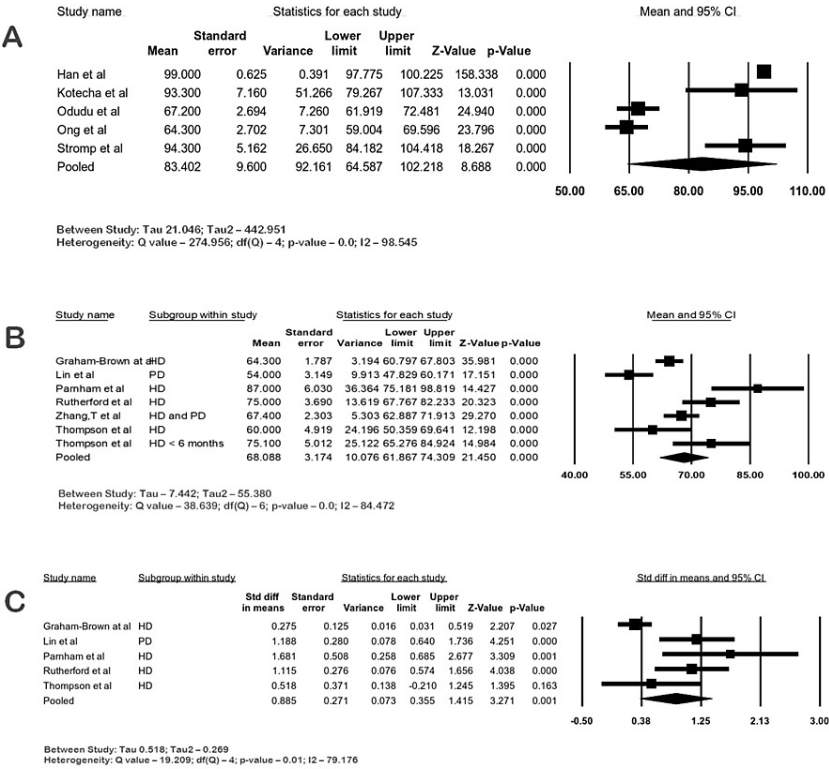 A
Study name Statistics for each study Mean and 95% CI
Mean Standard error Variance Lower limit Upper limit Z-Value p-Value
Han et al 99.000 0.625 0.391 97.775 100.225 158.338 0.000
Kotecha et al 93.300 7.160 51.266 79.267 107.333 13.031 0.000
Odudu et al 67.200 2.694 7.260 61.919 72.481 24.940 0.000
Ong et al 64.300 2.702 7.301 59.004 69.596 23.796 0.000
Stromp et al 94.300 5.162 26.650 84.182 104.418 18.267 0.000
Pooled 83.402 9.600 92.161 64.587 102.218 8.688 0.000
50.00 65.00 80.00 95.00 110.00
Between Study: Tau 21.046; Tau2 – 442.951
Heterogeneity: Q value – 274.956; df(Q) – 4; p-value – 0.0; I2 – 98.545
B
Study name Subgroup within study Statistics for each study Mean and 95% CI
Mean Standard error Variance Lower limit Upper limit Z-Value p-Value
Graham-Brown at al HD 64.300 1.787 3.194 60.797 67.803 35.981 0.000
Lin et al PD 54.000 3.149 9.913 47.829 60.171 17.151 0.000
Parnham et al HD 87.000 6.030 36.364 75.181 98.819 14.427 0.000
Rutherford et al HD 75.000 3.690 13.619 67.767 82.233 20.323 0.000
Zhang,T et al HD and PD 67.400 2.303 5.303 62.887 71.913 29.270 0.000
Thompson et al HD 60.000 4.919 24.196 50.359 69.641 12.198 0.000
Thompson et al HD < 6 months 75.100 5.012 25.122 65.276 84.924 14.984 0.000
Pooled 68.088 3.174 10.076 61.867 74.309 21.450 0.000
40.00 55.00 70.00 85.00 100.00
Between Study: Tau – 7.442; Tau2 – 55.380
Heterogeneity: Q value – 38.639; df(Q) – 6; p-value – 0.0; I2 – 84.472
C
Study name Subgroup within study Statistics for each study Std diff in means and 95% CI
Std diff in means Standard error Variance Lower limit Upper limit Z-Value p-Value
Graham-Brown at al HD 0.275 0.125 0.016 0.031 0.519 2.207 0.027
Lin et al PD 1.188 0.280 0.078 0.640 1.736 4.251 0.000
Parnham et al HD 1.681 0.508 0.258 0.685 2.677 3.309 0.001
Rutherford et al HD 1.115 0.276 0.076 0.574 1.656 4.038 0.000
Thompson et al HD 0.518 0.371 0.138 -0.210 1.245 1.395 0.163
Pooled 0.885 0.271 0.073 0.355 1.415 3.271 0.001
-0.50 0.38 1.25 2.13 3.00
Between Study: Tau 0.518; Tau2 – 0.269
Heterogeneity: Q value – 19.209; df(Q) – 4; p-value – 0.01; I2 – 79.176